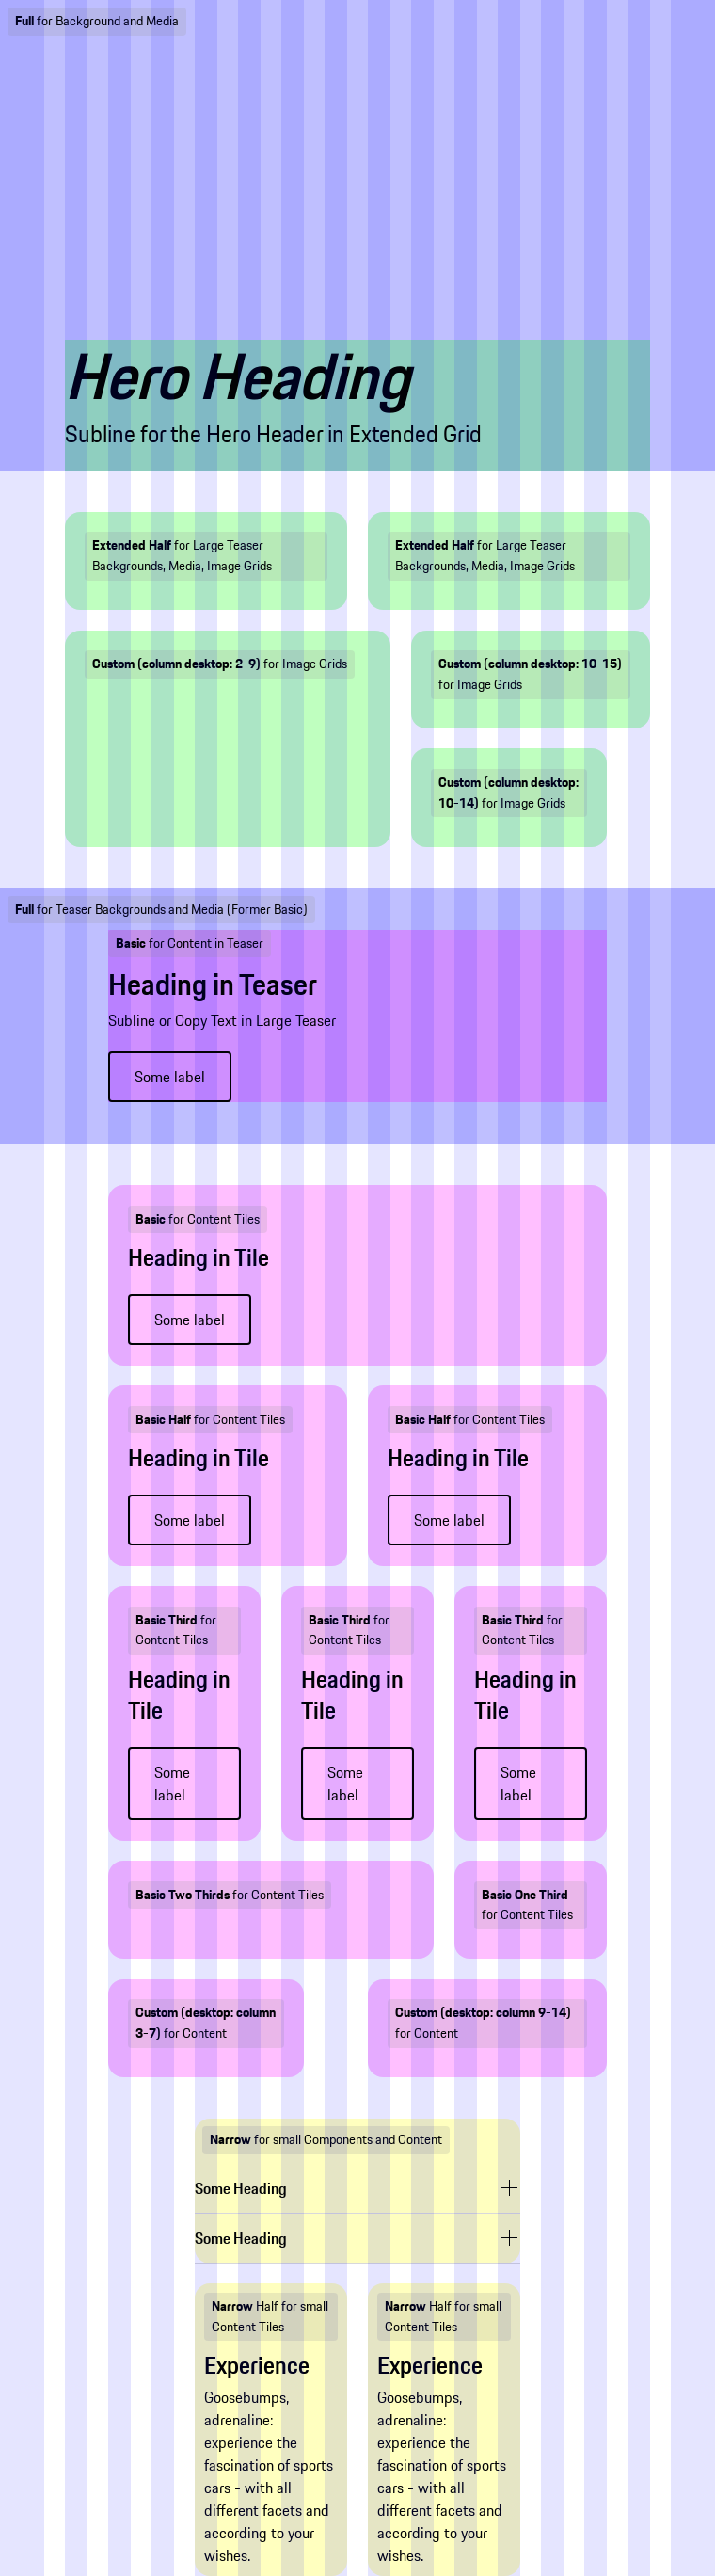 Full for Background and Media
Hero Heading
Subline for the Hero Header in Extended Grid
Extended Half for Large Teaser
Backgrounds, Media, Image Grids
Extended Half for Large Teaser
Backgrounds, Media, Image Grids
Custom (column desktop: 2-9) for Image Grids
Custom (column desktop: 10-15)
for Image Grids
Custom (column desktop:
10-14) for Image Grids
Full for Teaser Backgrounds and Media (Former Basic)
Basic for Content in Teaser
Heading in Teaser
Subline or Copy Text in Large Teaser
Some label
Basic for Content Tiles
Heading in Tile
Some label
Basic Half for Content Tiles
Heading in Tile
Some label
Basic Half for Content Tiles
Heading in Tile
Some label
Basic Third for
Content Tiles
Heading in
Tile
Some
label
Basic Third for
Content Tiles
Heading in
Tile
Some
label
Basic Third for
Content Tiles
Heading in
Tile
Some
label
Basic Two Thirds for Content Tiles
Basic One Third
for Content Tiles
Custom (desktop: column
3-7) for Content
Custom (desktop: column 9-14)
for Content
Narrow for small Components and Content
Some Heading
Some Heading
Narrow Half for small
Content Tiles
Experience
Goosebumps,
adrenaline:
experience the
fascination of sports
cars - with all
different facets and
according to your
wishes.
Narrow Half for small
Content Tiles
Experience
Goosebumps,
adrenaline:
experience the
fascination of sports
cars - with all
different facets and
according to your
wishes.